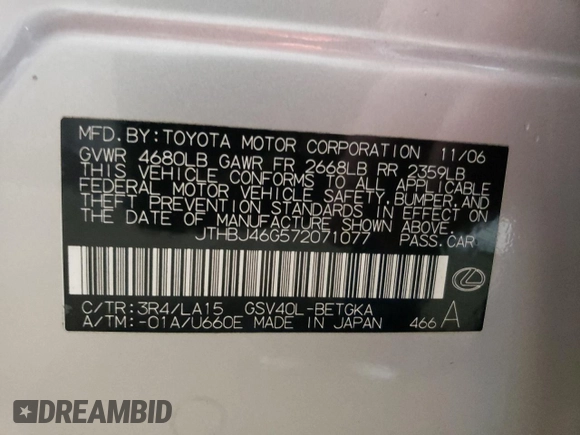 MFD.BY:TOYOTA MOTOR CORPORATION 11/06
GVWR 4680LB GAWR FR 2668LB RR 2359LB
THIS VEHICLE CONFORMS TO ALL APPLICABLE
FEDERAL MOTOR VEHICLE SAFETY,BUMPER,AND
THEFT PREVENTION STANDARDS IN EFFECT ON
THE DATE OF MANUFACTURE SHOWN ABOVE.
JTHBJ46G572071077 PASS.CAR
C/TR:3R4/LA15 GSV40L-BETGKA
A/TM:-01A/U660E MADE IN JAPAN 466 A
DREAMBID